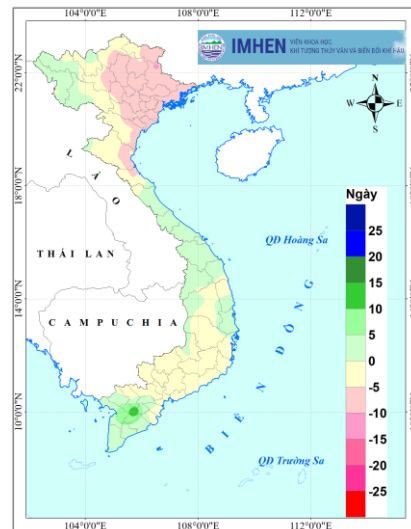 104°0'0"E 108°0'0"E 112°0'0"E
IMHEN VIỆN KHOA HỌC
KHÍ TƯỢNG THỦY VĂN VÀ BIẾN ĐỔI KHÍ HẬU
22°0'0"N
N
W E
S
LÀO
18°0'0"N
Ngày
25
20
15
10
5
0
-5
-10
-15
-20
-25
QĐ Hoàng Sa
THÁI LAN
14°0'0"N
CAMPUCHIA
BIỂN ĐÔNG
10°0'0"N
QĐ Trường Sa
104°0'0"E 108°0'0"E 112°0'0"E